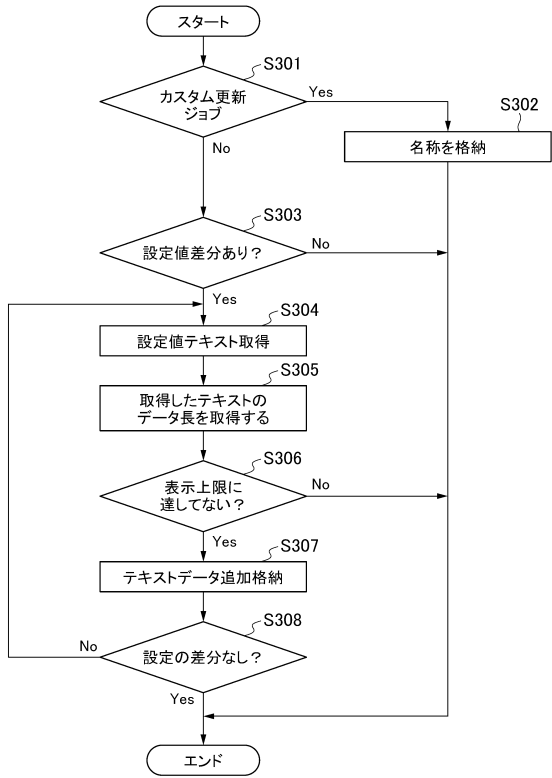 スタート
S301
カスタム更新
ジョブ
Yes
S302
名称を格納
No
S303
設定値差分あり?
No
Yes
S304
設定値テキスト取得
S305
取得したテキストの
データ長を取得する
S306
表示上限に
達してない?
No
Yes
S307
テキストデータ追加格納
S308
設定の差分なし?
No
Yes
エンド